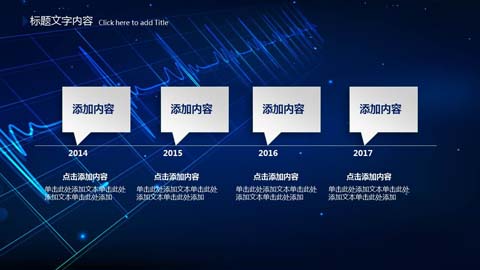 标题文字内容 Click here to add Title
添加内容 添加内容 添加内容 添加内容
2014 2015 2016 2017
点击添加内容 点击添加内容 点击添加内容 点击添加内容
单击此处添加文本单击此处 单击此处添加文本单击此处 单击此处添加文本单击此处 单击此处添加文本单击此处
添加文本单击此处添加 添加文本单击此处添加 添加文本单击此处添加 添加文本单击此处添加